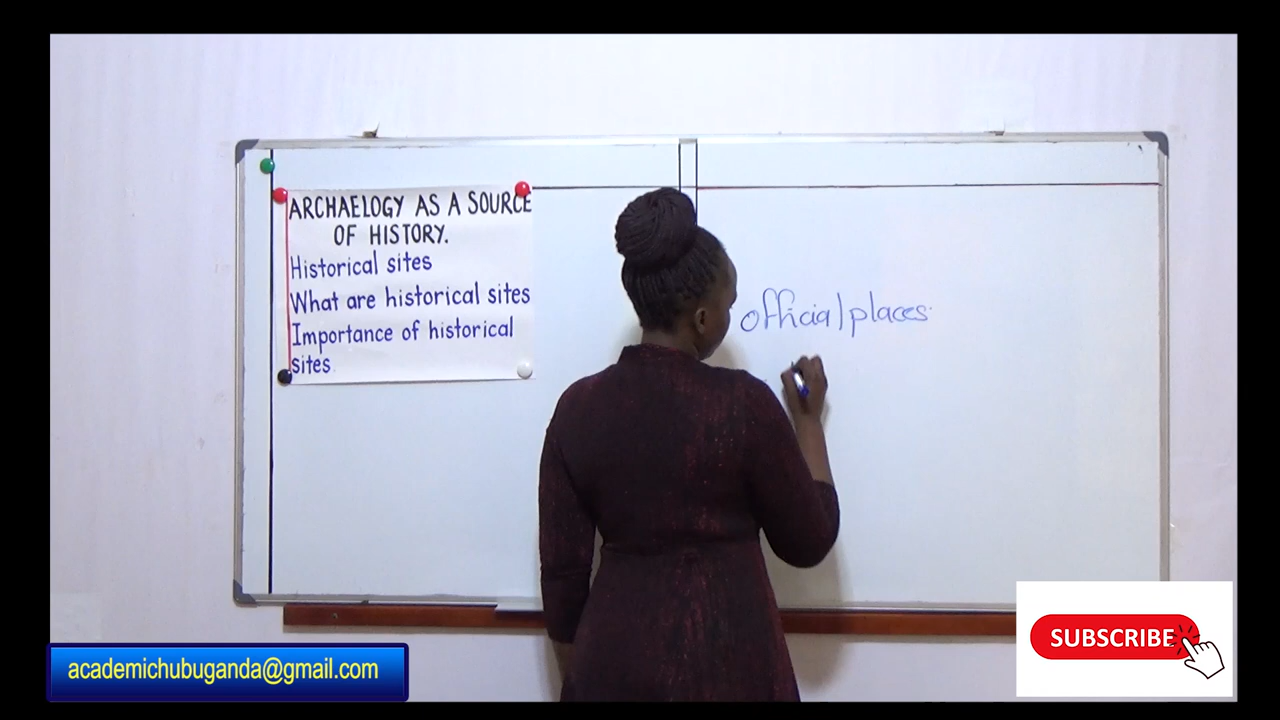 ARCHAELOGY AS A SOURCE
OF HISTORY.
Historical sites
What are historical sites
Importance of historical
sites
official places.
academichubuganda@gmail.com
SUBSCRIBE